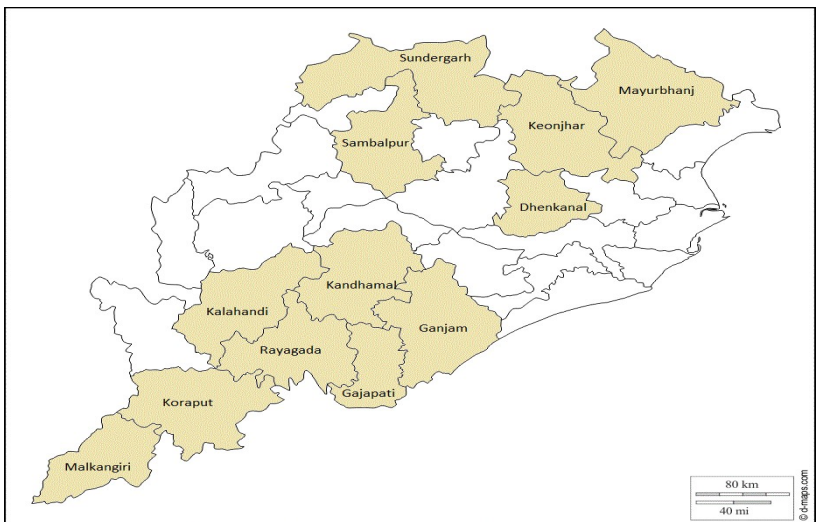 Sundergarh
Mayurbhanj
Keonjhar
Sambalpur
Dhenkanal
Kandhamal
Kalahandi
Ganjam
Rayagada
Gajapati
Koraput
Malkangiri
80 km
40 mi
© d-maps.com